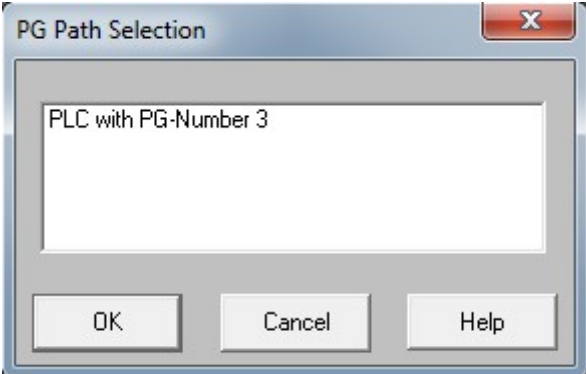 PG Path Selection
PLC with PG-Number 3
OK
Cancel
Help